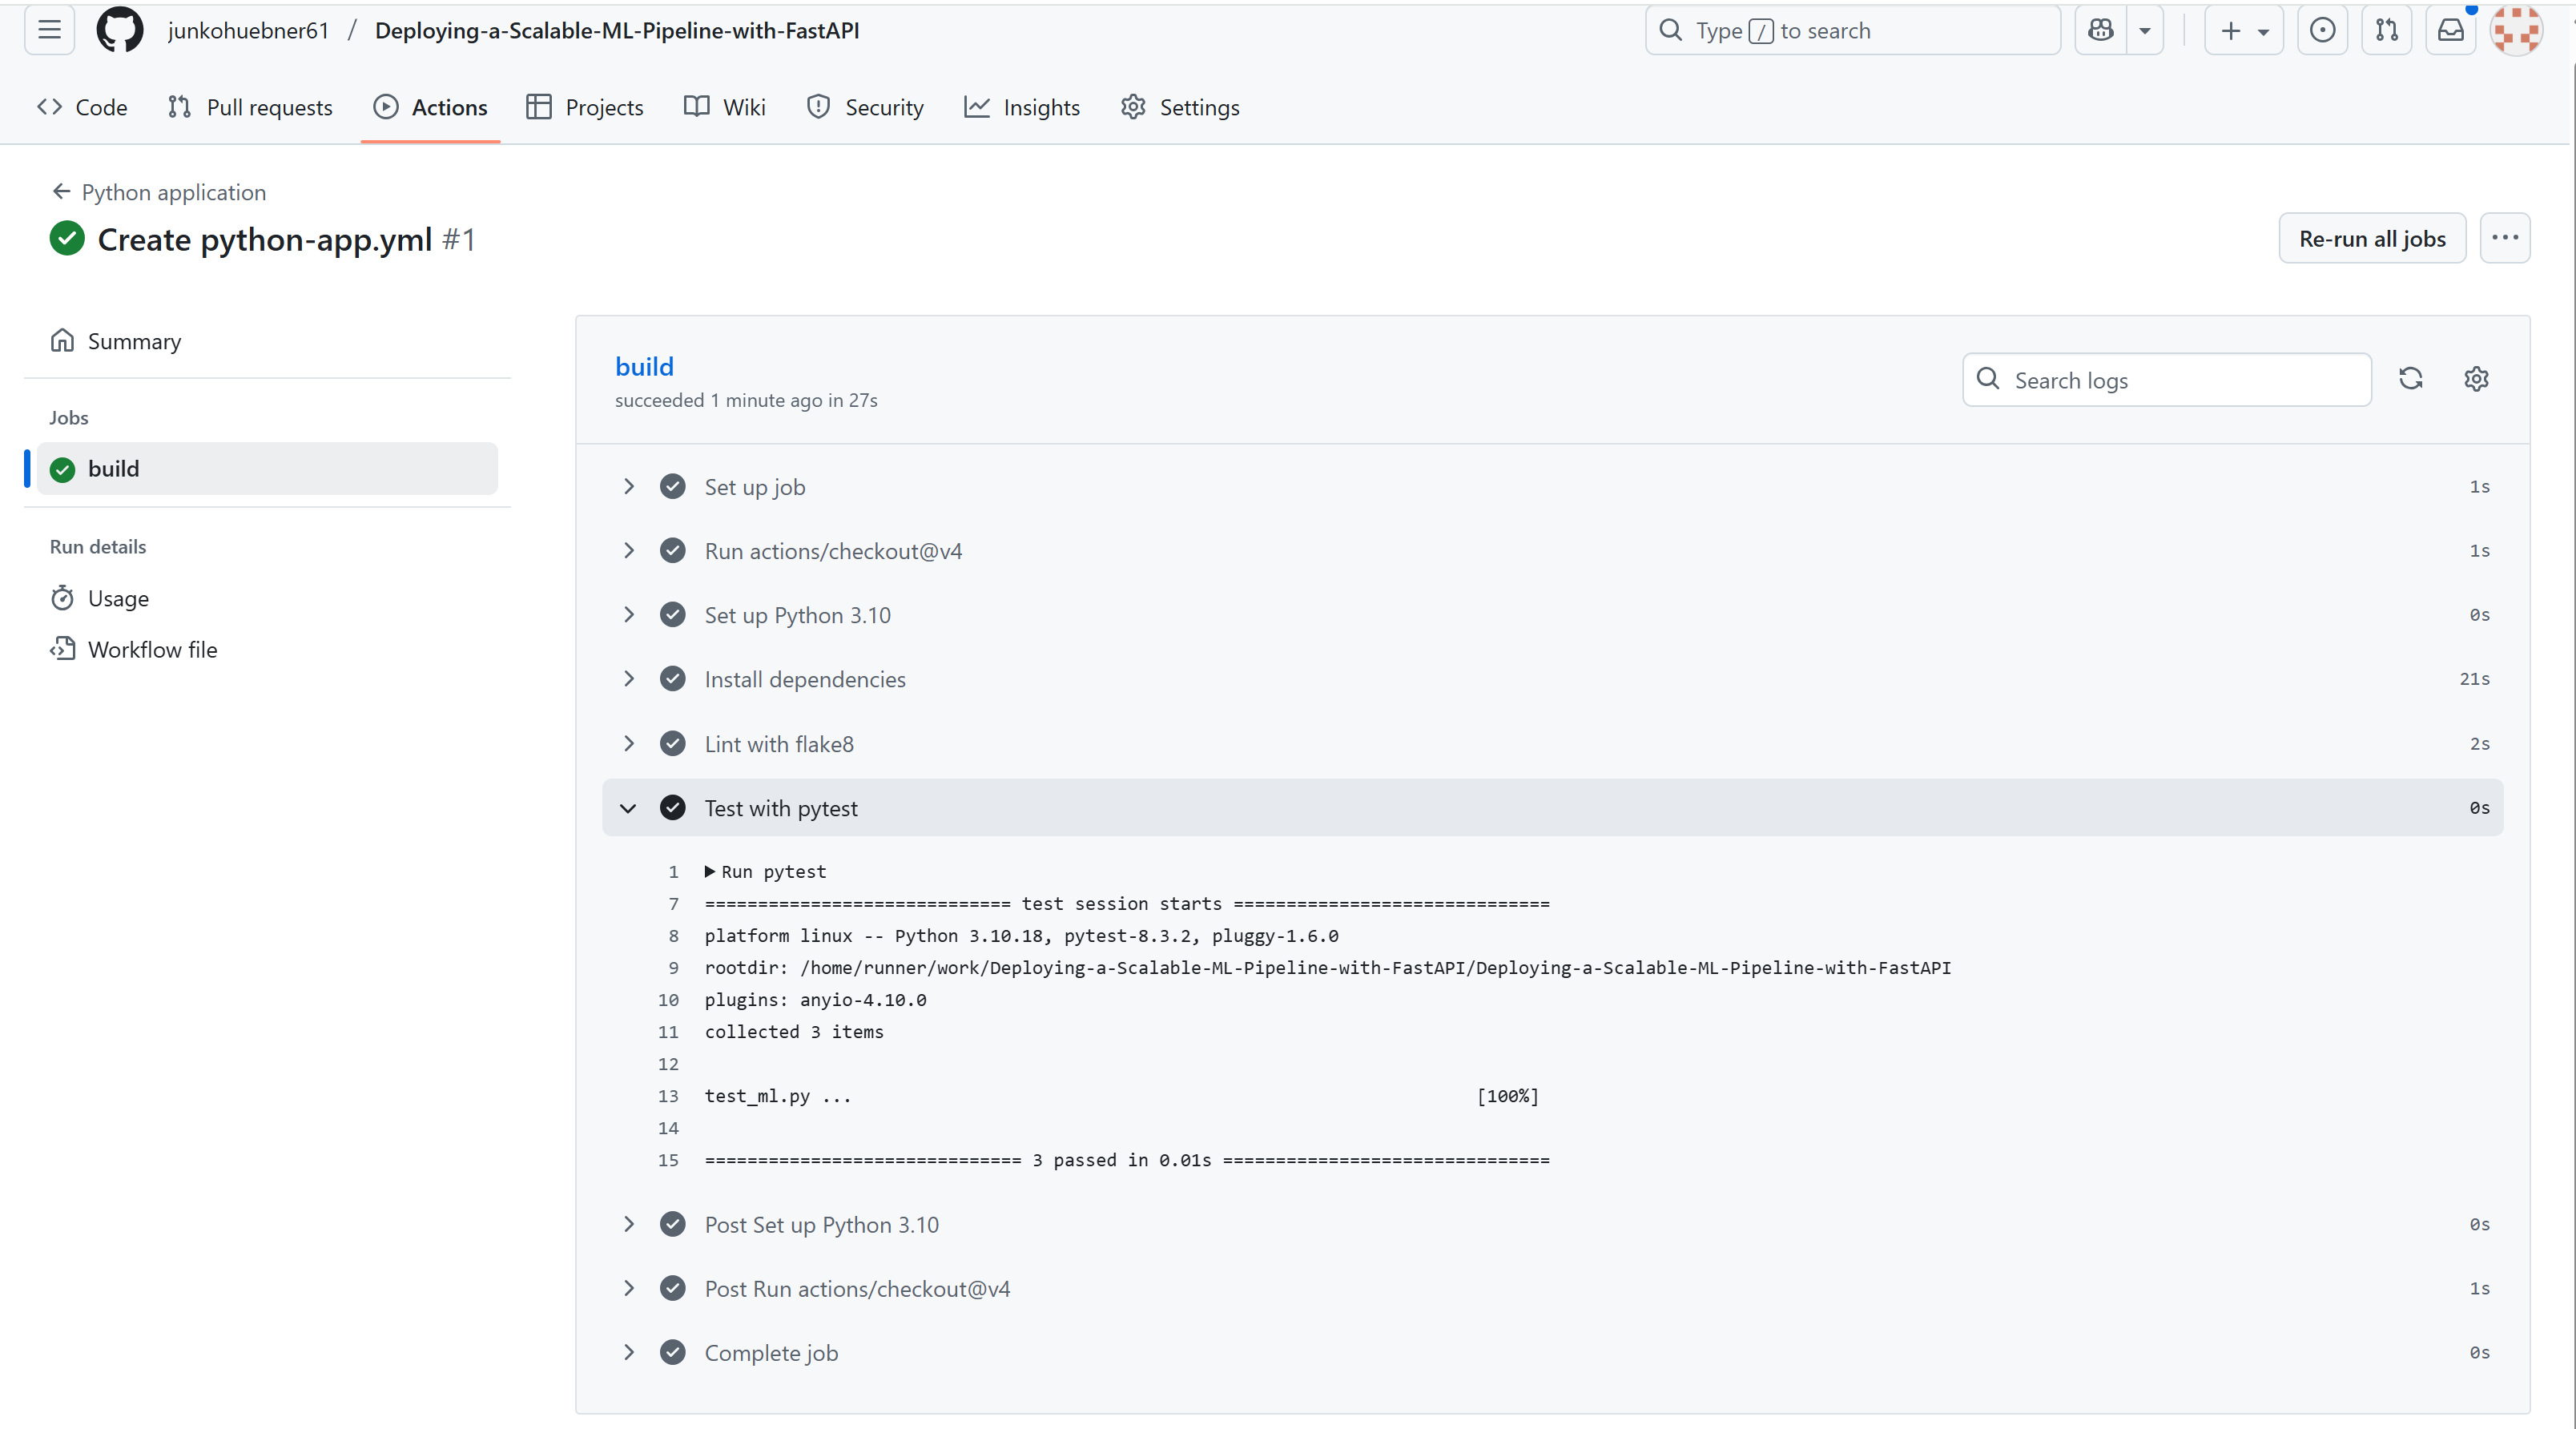 junkohuebner61 / Deploying-a-Scalable-ML-Pipeline-with-FastAPI
Type / to search
Code Pull requests Actions Projects Wiki Security Insights Settings
Python application
Create python-app.yml #1
Re-run all jobs
Summary
Jobs
build
Run details
Usage
Workflow file
build
succeeded 1 minute ago in 27s
Search logs
Set up job 1s
Run actions/checkout@v4 1s
Set up Python 3.10 0s
Install dependencies 21s
Lint with flake8 2s
Test with pytest 0s
1 Run pytest
7 ============================= test session starts ==============================
8 platform linux -- Python 3.10.18, pytest-8.3.2, pluggy-1.6.0
9 rootdir: /home/runner/work/Deploying-a-Scalable-ML-Pipeline-with-FastAPI/Deploying-a-Scalable-ML-Pipeline-with-FastAPI
10 plugins: anyio-4.10.0
11 collected 3 items
12
13 test_ml.py ... [100%]
14
15 ============================== 3 passed in 0.01s ===============================
Post Set up Python 3.10 0s
Post Run actions/checkout@v4 1s
Complete job 0s